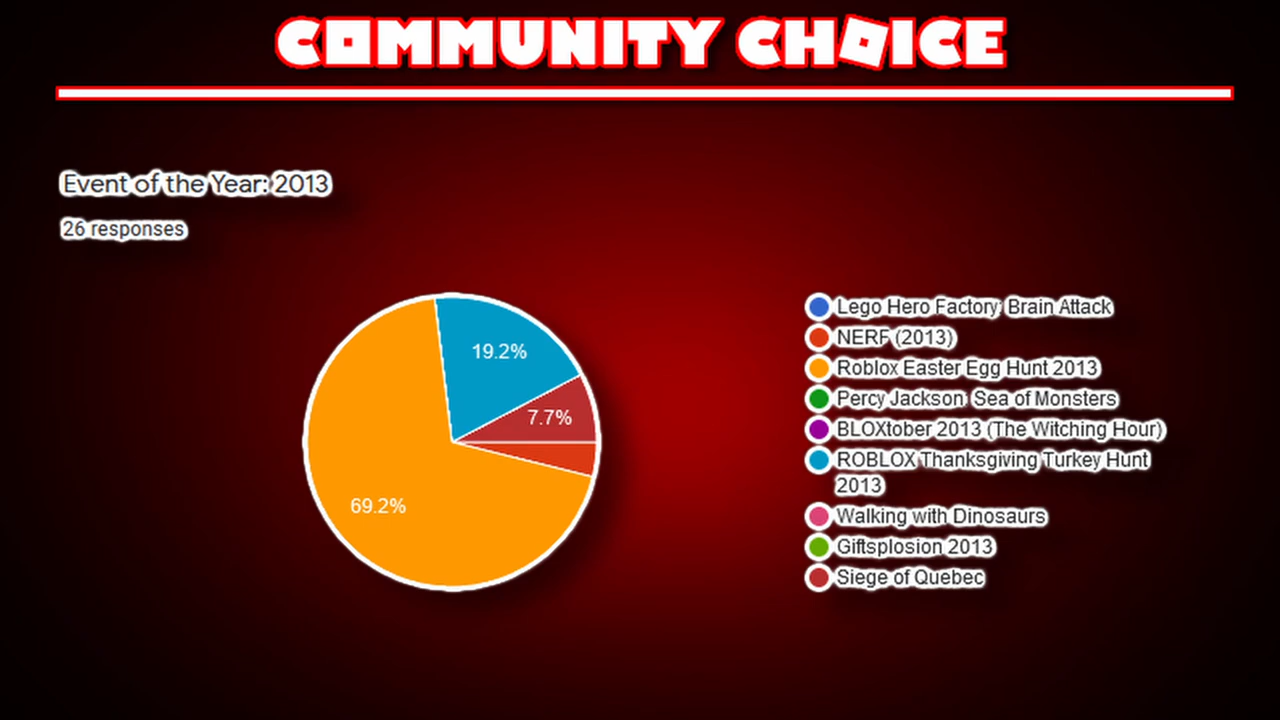 COMMUNITY CHOICE
Event of the Year: 2013
26 responses
19.2%
7.7%
69.2%
Lego Hero Factory: Brain Attack
NERF (2013)
Roblox Easter Egg Hunt 2013
Percy Jackson: Sea of Monsters
BLOXtober 2013 (The Witching Hour)
ROBLOX Thanksgiving Turkey Hunt
2013
Walking with Dinosaurs
Giftsplosion 2013
Siege of Quebec